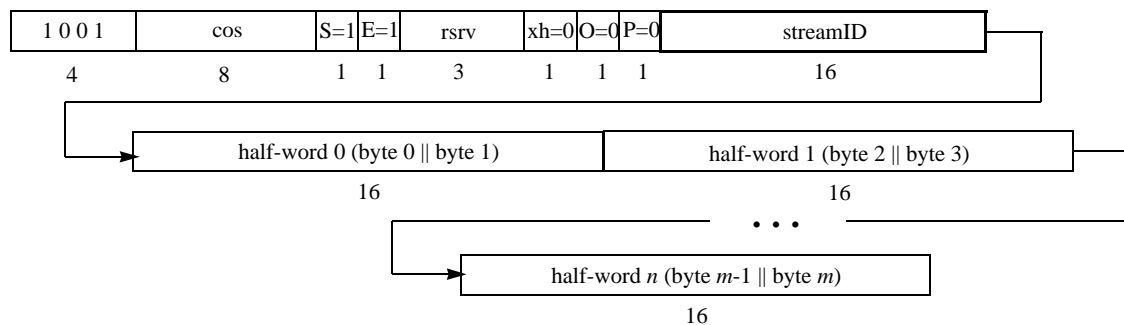 1 0 0 1 cos S=1 E=1 rsrv xh=0 O=0 P=0 streamID
4 8 1 1 3 1 1 1 16
half-word 0 (byte 0 || byte 1) half-word 1 (byte 2 || byte 3)
16 16
• • •
half-word n (byte m-1 || byte m)
16